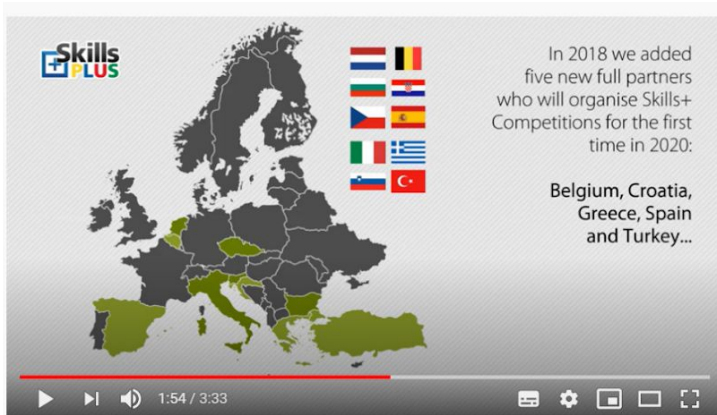 Skills
PLUS
In 2018 we added
five new full partners
who will organise Skills+
Competitions for the first
time in 2020:
Belgium, Croatia,
Greece, Spain
and Turkey...
1:54 / 3:33